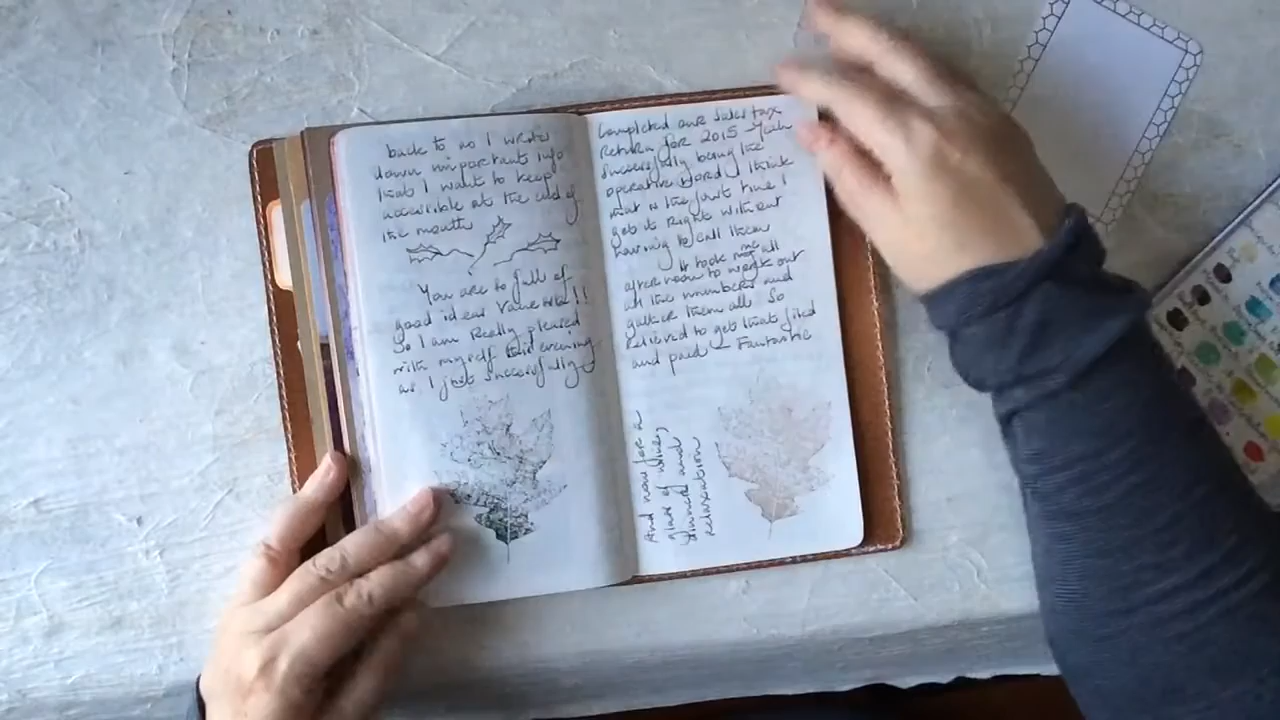 back to as I write
down important info
that I want to keep
accessible at the end of
the month
You are so full of
good ideas Valerie!!
So I am Really pleased
with myself this evening
as I just successfully
Completed our Sales tax
Return for 2015 - Yeah
successfully being the
operative word, I think
that is the first time I
got it Right without
having to call them
It took me all
afternoon to work out
all the numbers and
gather them all So
Relieved to get that filed
and paid - Fantastic
And now for a
glass of wine,
dinner and
relaxation